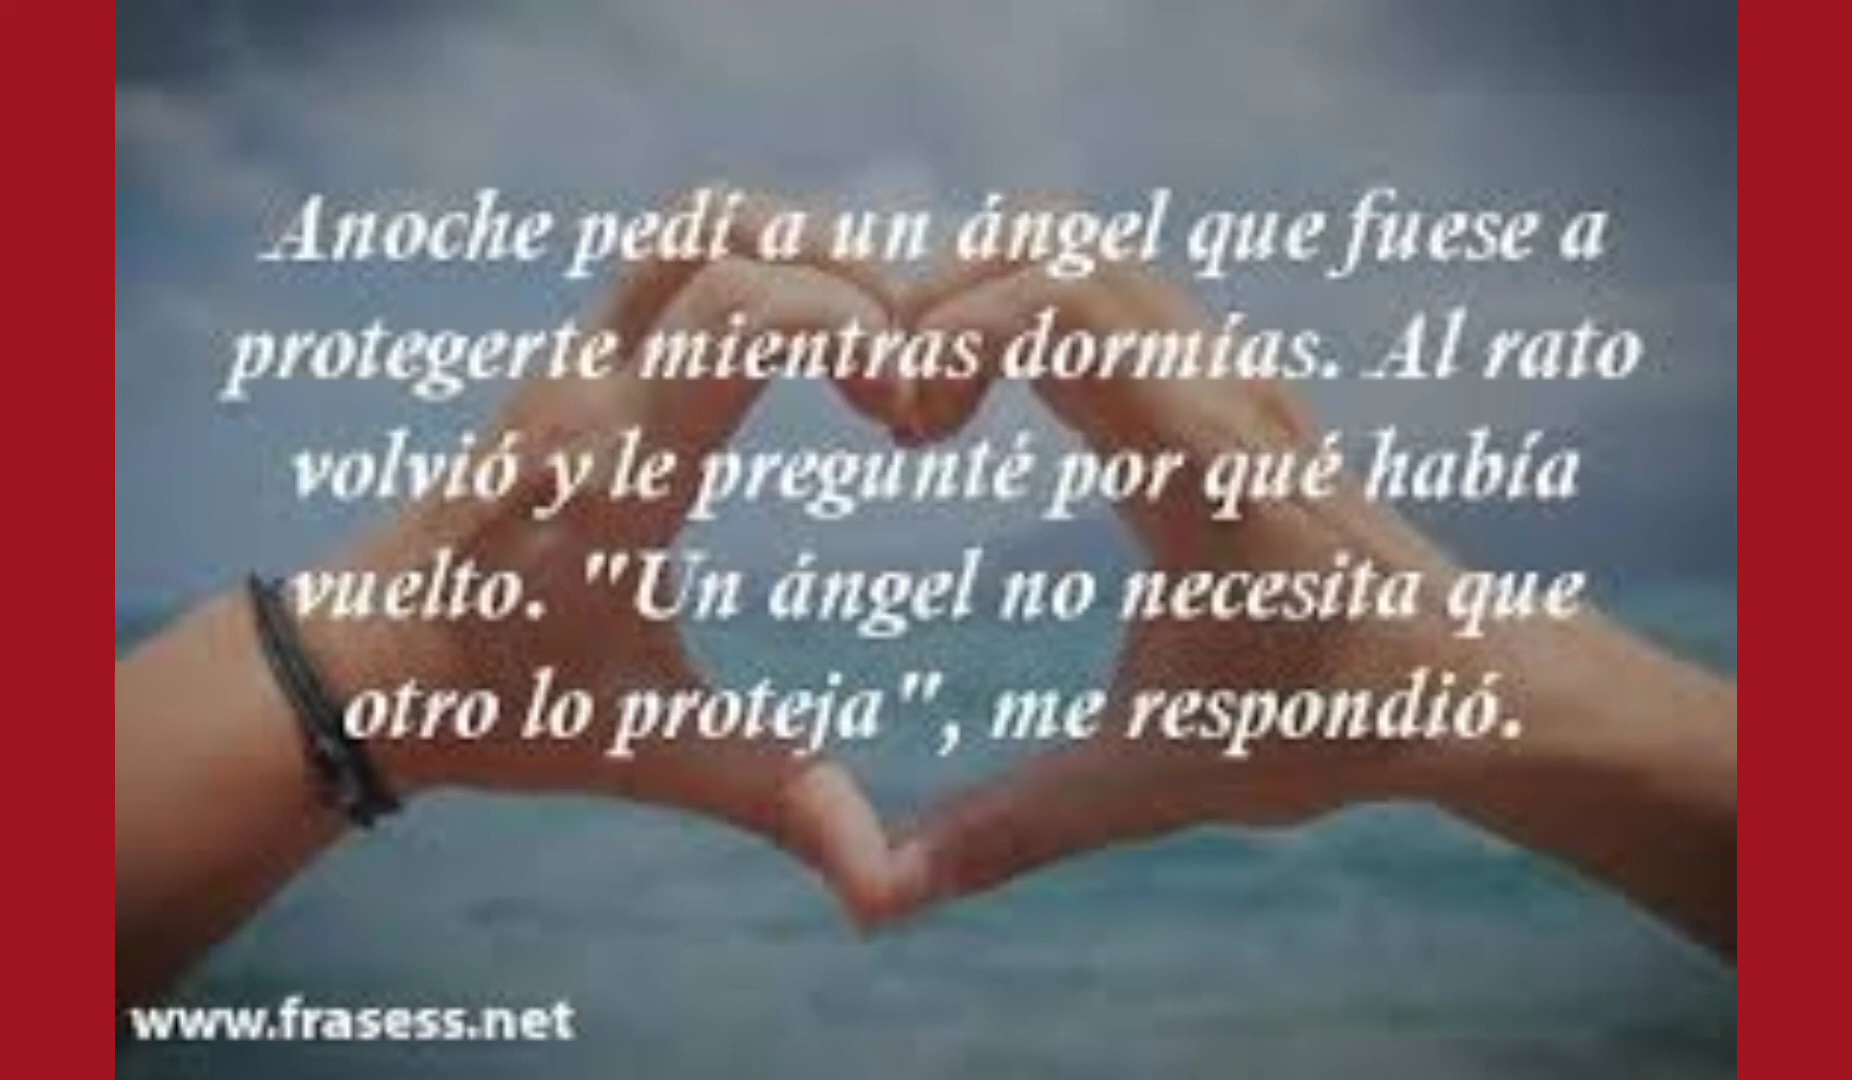 Anoche pedí a un ángel que fuese a
protegerte mientras dormías. Al rato
volvió y le pregunté por qué había
vuelto. "Un ángel no necesita que
otro lo proteja", me respondió.
www.frasess.net